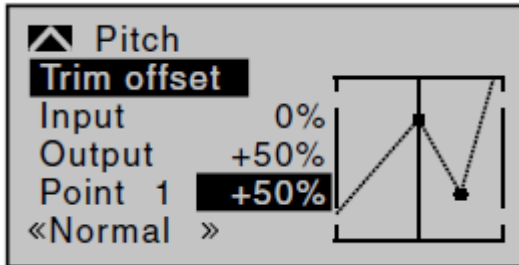 Pitch
Trim offset
Input 0%
Output +50%
Point 1 +50%
«Normal »